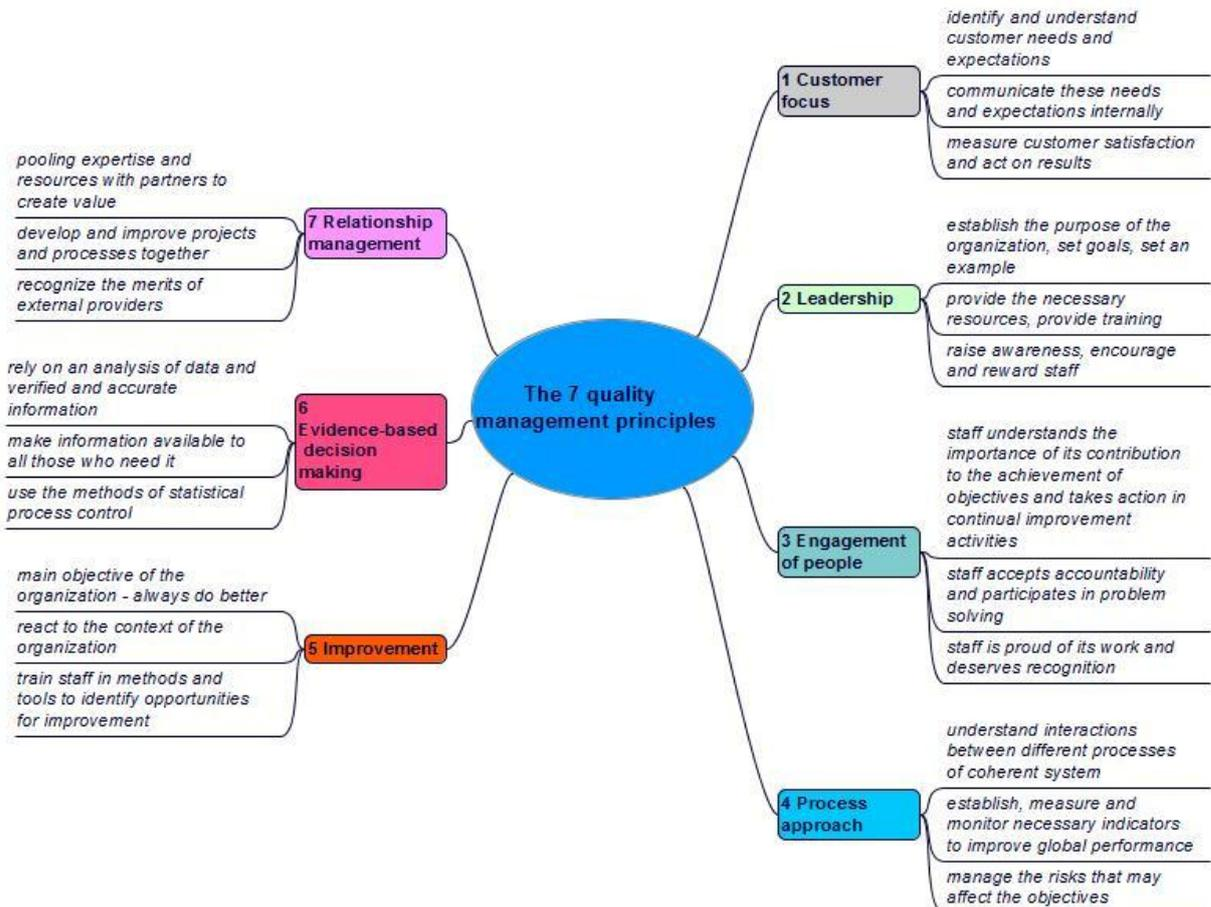 The 7 quality
management principles
1 Customer
focus
identify and understand
customer needs and
expectations
communicate these needs
and expectations internally
measure customer satisfaction
and act on results
2 Leadership
establish the purpose of the
organization, set goals, set an
example
provide the necessary
resources, provide training
raise awareness, encourage
and reward staff
3 Engagement
of people
staff understands the
importance of its contribution
to the achievement of
objectives and takes action in
continual improvement
activities
staff accepts accountability
and participates in problem
solving
staff is proud of its work and
deserves recognition
4 Process
approach
understand interactions
between different processes
of coherent system
establish, measure and
monitor necessary indicators
to improve global performance
manage the risks that may
affect the objectives
5 Improvement
main objective of the
organization - always do better
react to the context of the
organization
train staff in methods and
tools to identify opportunities
for improvement
6
Evidence-based
decision
making
rely on an analysis of data and
verified and accurate
information
make information available to
all those who need it
use the methods of statistical
process control
7 Relationship
management
pooling expertise and
resources with partners to
create value
develop and improve projects
and processes together
recognize the merits of
external providers